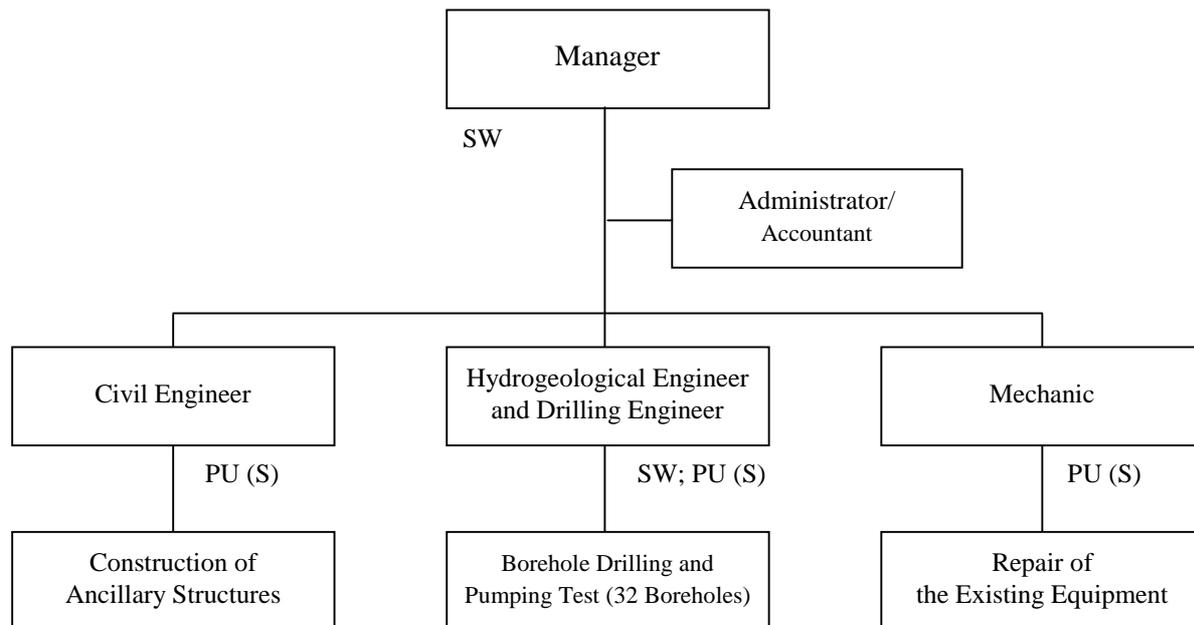 Manager
SW
Administrator/
Accountant
Civil Engineer
Hydrogeological Engineer
and Drilling Engineer
Mechanic
PU (S)
SW; PU (S)
PU (S)
Construction of
Ancillary Structures
Borehole Drilling and
Pumping Test (32 Boreholes)
Repair of
the Existing Equipment